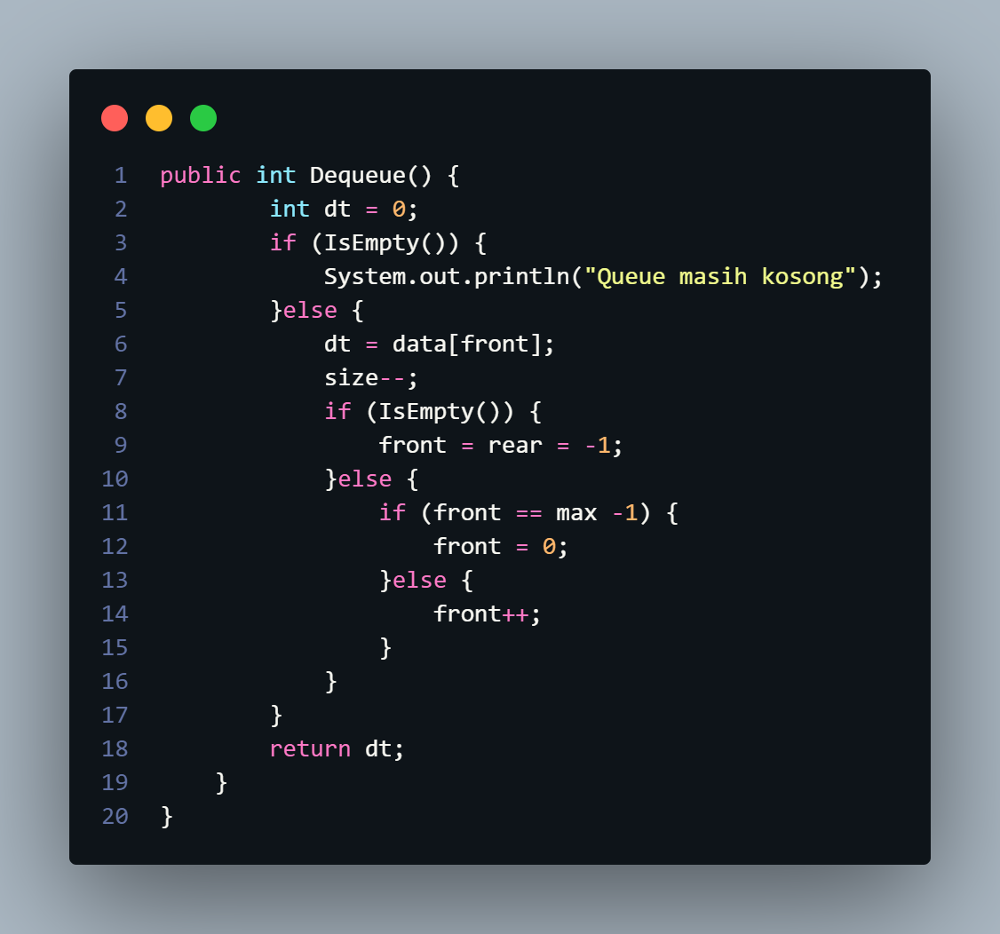 1 public int Dequeue() {
2         int dt = 0;
3         if (IsEmpty()) {
4             System.out.println("Queue masih kosong");
5         }else {
6             dt = data[front];
7             size--;
8             if (IsEmpty()) {
9                 front = rear = -1;
10             }else {
11                 if (front == max -1) {
12                     front = 0;
13                 }else {
14                     front++;
15                 }
16             }
17         }
18         return dt;
19     }
20 }